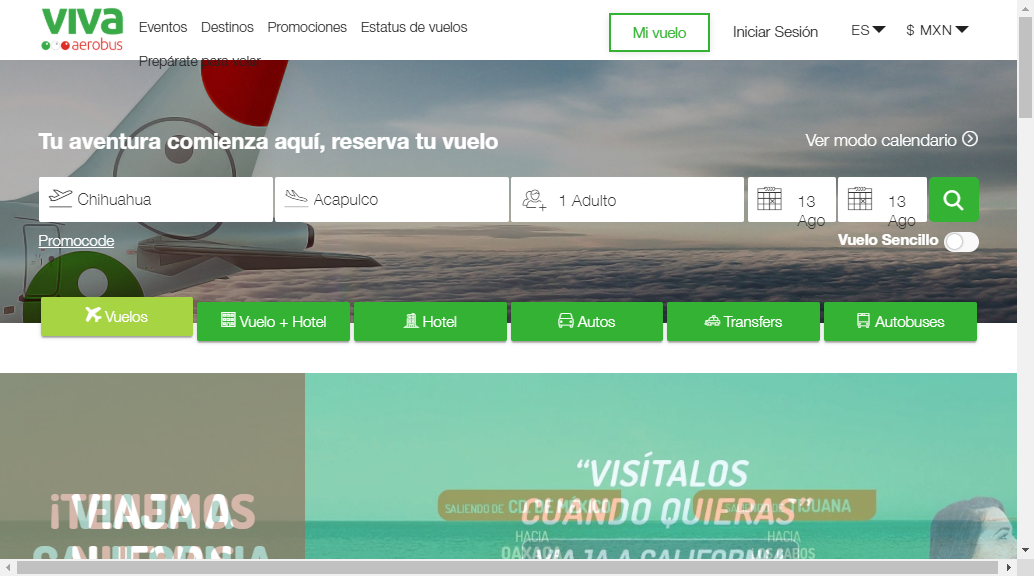 viva
aerobus
Eventos Destinos Promociones Estatus de vuelos
Prepárate para volar
Mi vuelo
Iniciar Sesión
ES
$ MXN
Tu aventura comienza aquí, reserva tu vuelo
Ver modo calendario
Chihuahua
Acapulco
1 Adulto
13 Ago
13 Ago
Promocode
Vuelo Sencillo
Vuelos
Vuelo + Hotel
Hotel
Autos
Transfers
Autobuses
¡TENEMOS
VIAJA A
CALIFORNIA
“VISÍTALOS
CUANDO QUIERAS”
SALIENDO DE CD. DE MÉXICO
SALIENDO DE TIJUANA
HACIA
OAXACA
HACIA
LOS CABOS
VIAJA A CALIFORNIA